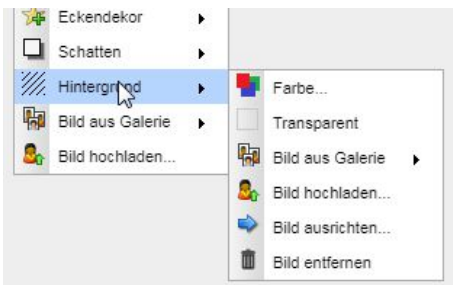 Eckendekor
Schatten
Hintergrund
Bild aus Galerie
Bild hochladen...
Farbe...
Transparent
Bild aus Galerie
Bild hochladen...
Bild ausrichten...
Bild entfernen